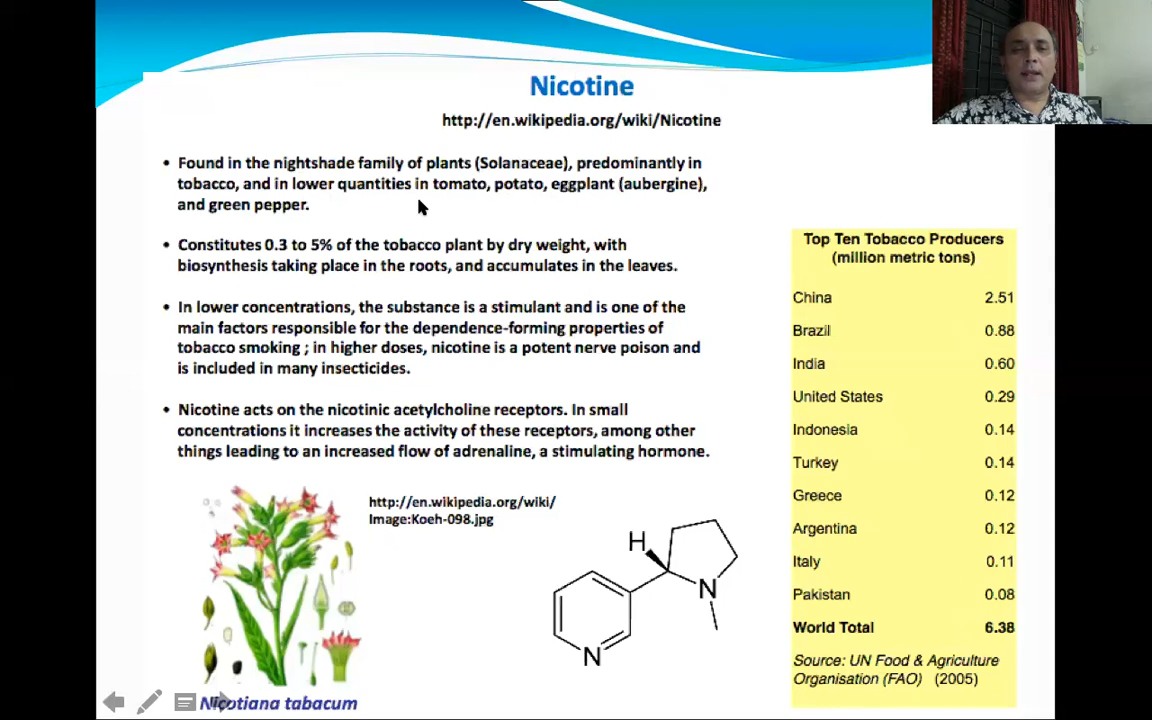 Nicotine
http://en.wikipedia.org/wiki/Nicotine
• Found in the nightshade family of plants (Solanaceae), predominantly in
tobacco, and in lower quantities in tomato, potato, eggplant (aubergine),
and green pepper.
• Constitutes 0.3 to 5% of the tobacco plant by dry weight, with
biosynthesis taking place in the roots, and accumulates in the leaves.
• In lower concentrations, the substance is a stimulant and is one of the
main factors responsible for the dependence-forming properties of
tobacco smoking ; in higher doses, nicotine is a potent nerve poison and
is included in many insecticides.
• Nicotine acts on the nicotinic acetylcholine receptors. In small
concentrations it increases the activity of these receptors, among other
things leading to an increased flow of adrenaline, a stimulating hormone.
http://en.wikipedia.org/wiki/
Image:Koeh-098.jpg
H
N
N
Nicotiana tabacum
Top Ten Tobacco Producers
(million metric tons)
China 2.51
Brazil 0.88
India 0.60
United States 0.29
Indonesia 0.14
Turkey 0.14
Greece 0.12
Argentina 0.12
Italy 0.11
Pakistan 0.08
World Total 6.38
Source: UN Food & Agriculture
Organisation (FAO) (2005)